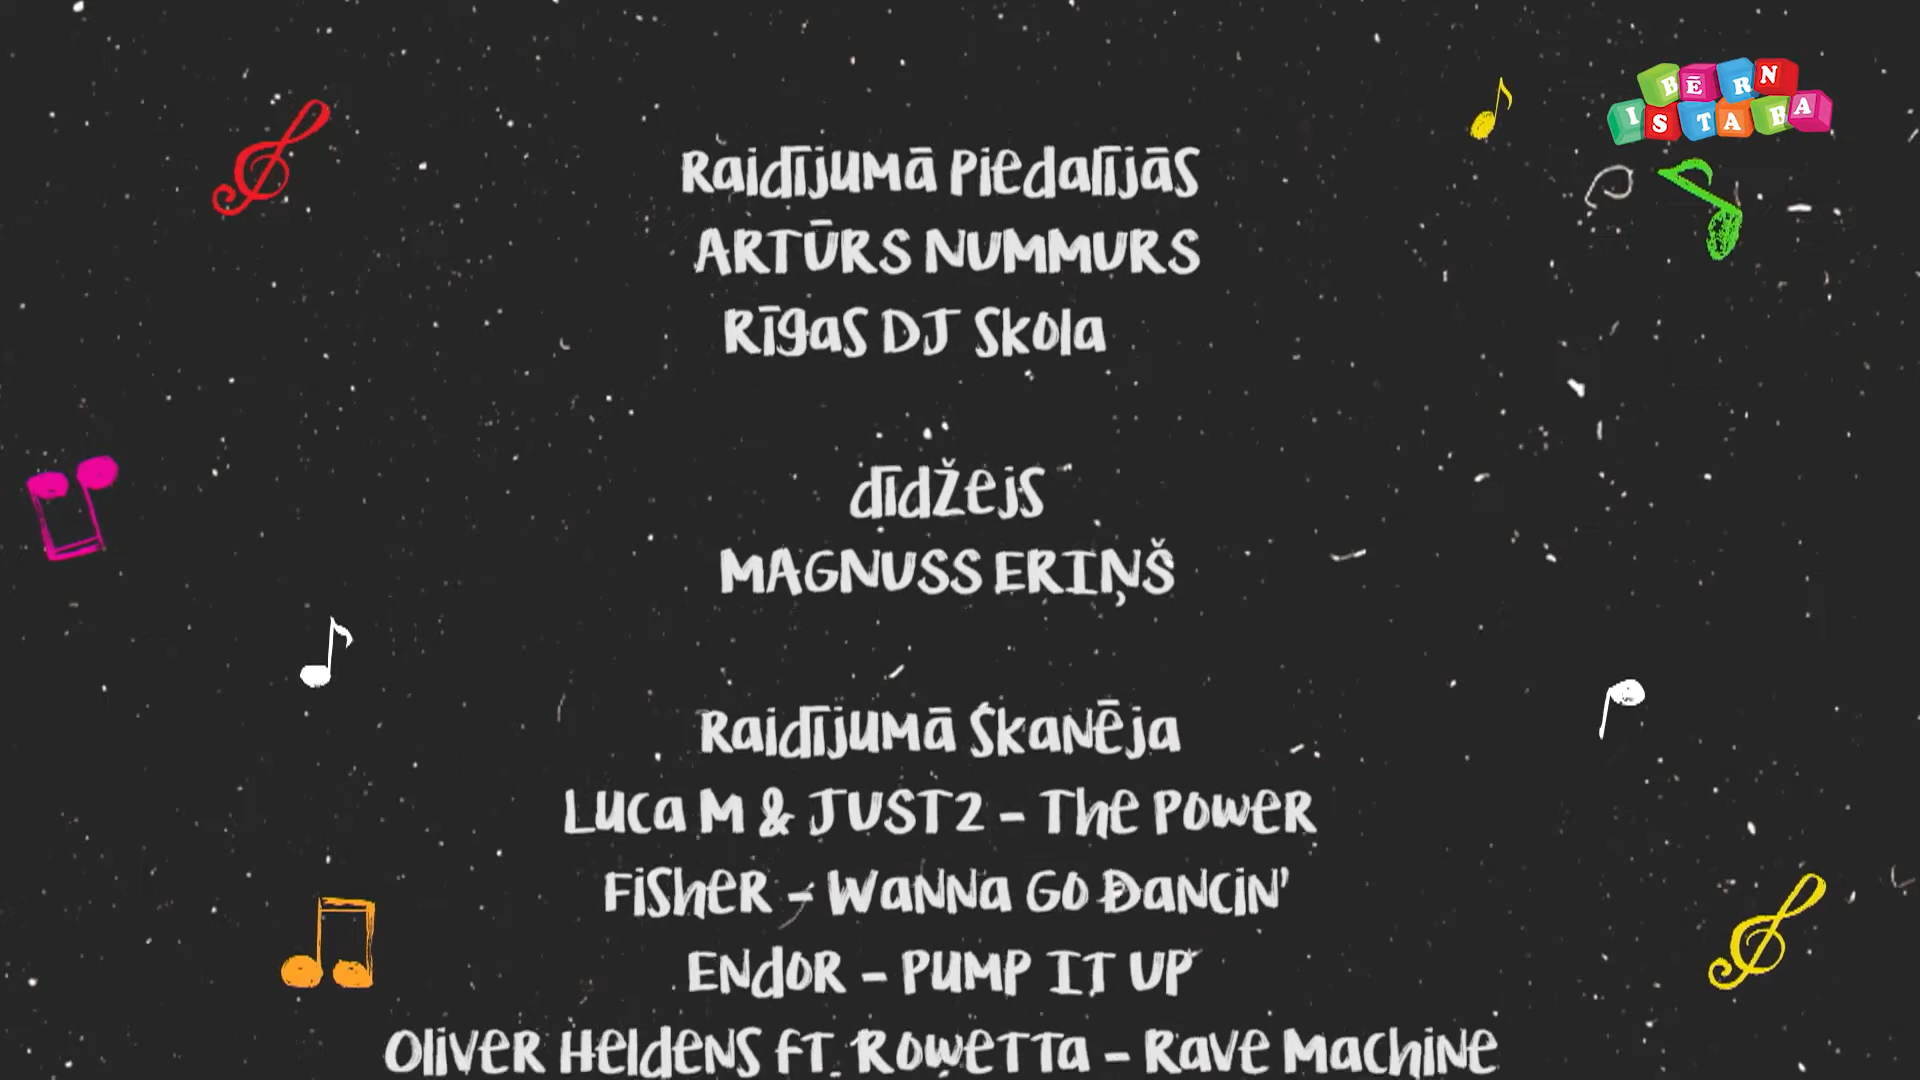 BĒRN
ISTABA
Raidījumā piedalījās
ARTŪRS NUMMURS
Rīgas DJ skola
dīdžejs
MAGNUSS ERIŅŠ
Raidījumā skanēja
Luca M & JUST2 – The Power
Fisher – Wanna Go Dancin'
Endor – PUMP IT UP
Oliver Heldens ft. Rowetta – Rave Machine